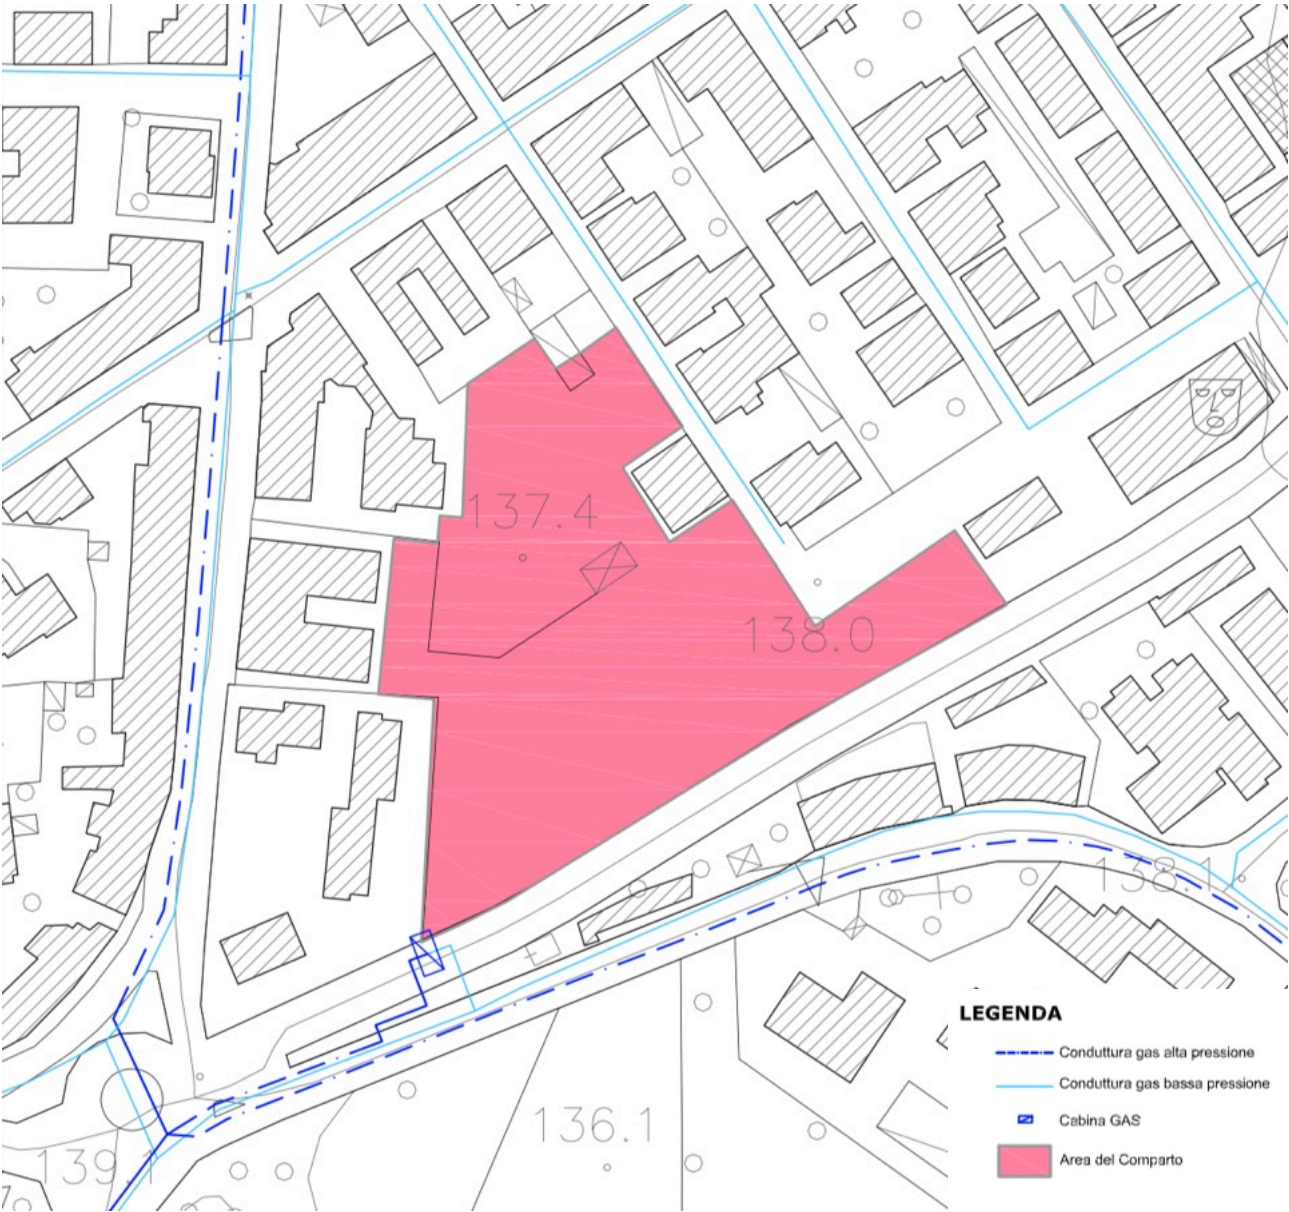 137.4
138.0
138.1
136.1
139.1
LEGENDA
Conduttura gas alta pressione
Conduttura gas bassa pressione
Cabina GAS
Area del Comparto